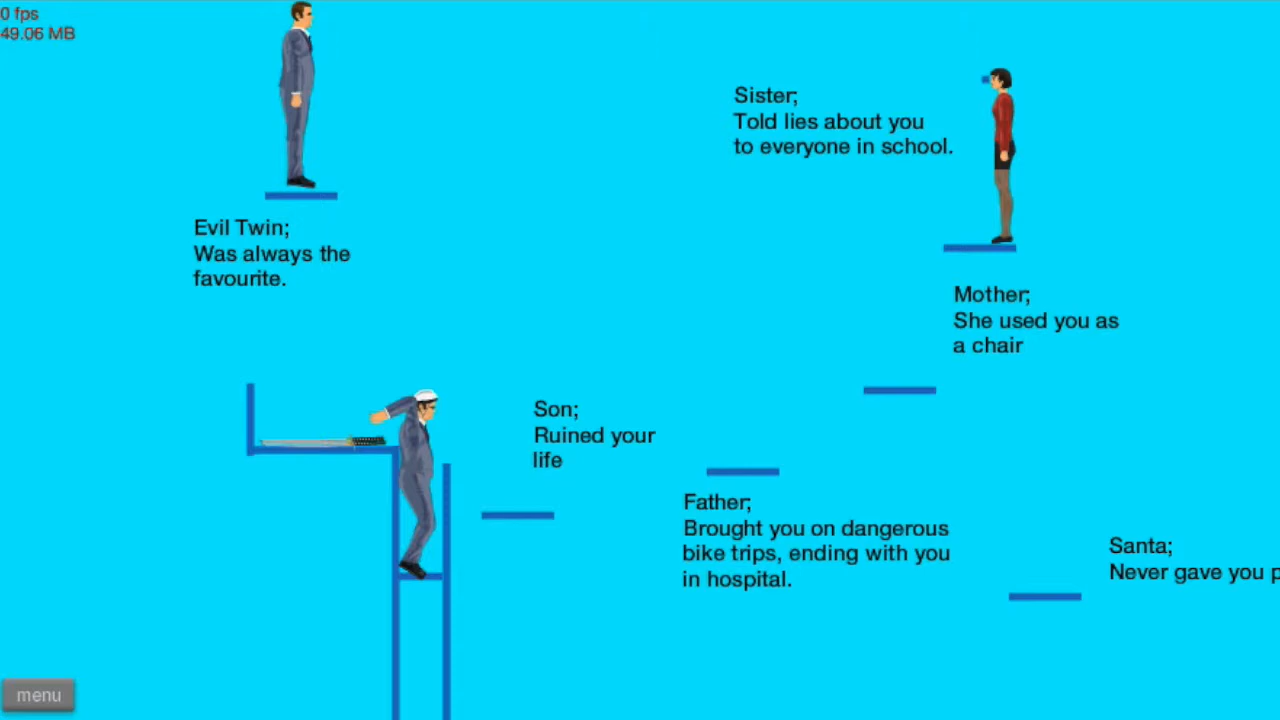 0 fps
49.06 MB
Sister;
Told lies about you
to everyone in school.
Evil Twin;
Was always the
favourite.
Mother;
She used you as
a chair
Son;
Ruined your
life
Father;
Brought you on dangerous
bike trips, ending with you
in hospital.
Santa;
Never gave you p
menu